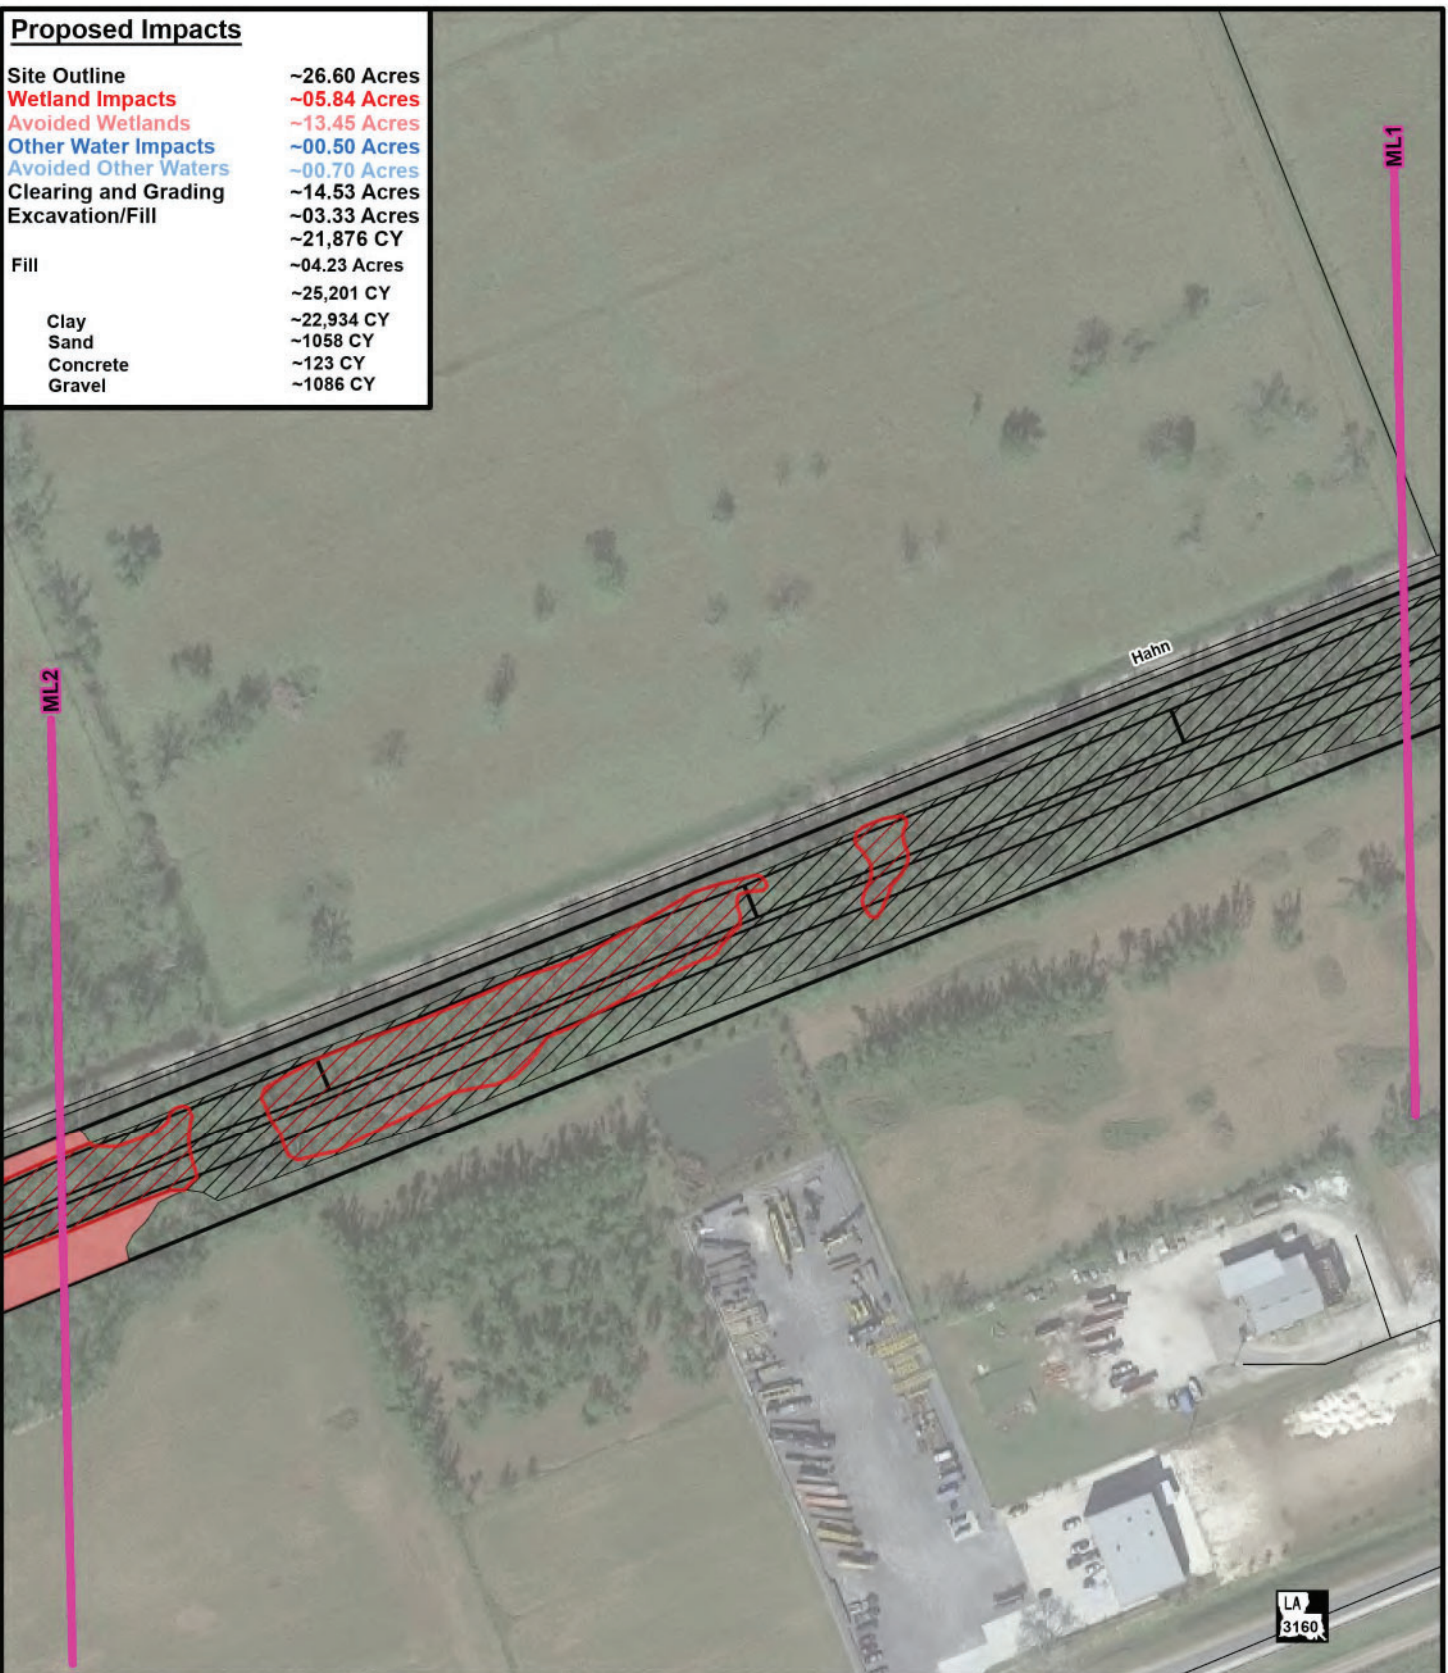 Proposed Impacts
Site Outline ~26.60 Acres
Wetland Impacts ~05.84 Acres
Avoided Wetlands ~13.45 Acres
Other Water Impacts ~00.50 Acres
Avoided Other Waters ~00.70 Acres
Clearing and Grading ~14.53 Acres
Excavation/Fill ~03.33 Acres
~21,876 CY
Fill ~04.23 Acres
~25,201 CY
Clay ~22,934 CY
Sand ~1058 CY
Concrete ~123 CY
Gravel ~1086 CY
ML1
Hahn
ML2
LA
3160